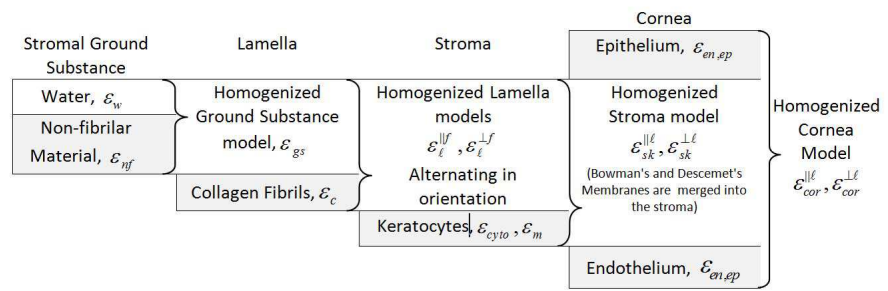 Stromal Ground
Substance
Water, ε_w
Non-fibrilar
Material, ε_nf
Lamella
Homogenized
Ground Substance
model, ε_gs
Collagen Fibrils, ε_c
Stroma
Homogenized Lamella
models
ε_ℓ^∥f , ε_ℓ^⊥f
Alternating in
orientation
Keratocytes, ε_cyto , ε_m
Cornea
Epithelium, ε_en,ep
Homogenized
Stroma model
ε_sk^∥ℓ , ε_sk^⊥ℓ
(Bowman's and Descemet's
Membranes are merged into
the stroma)
Endothelium, ε_en,ep
Homogenized
Cornea
Model
ε_cor^∥ℓ , ε_cor^⊥ℓ